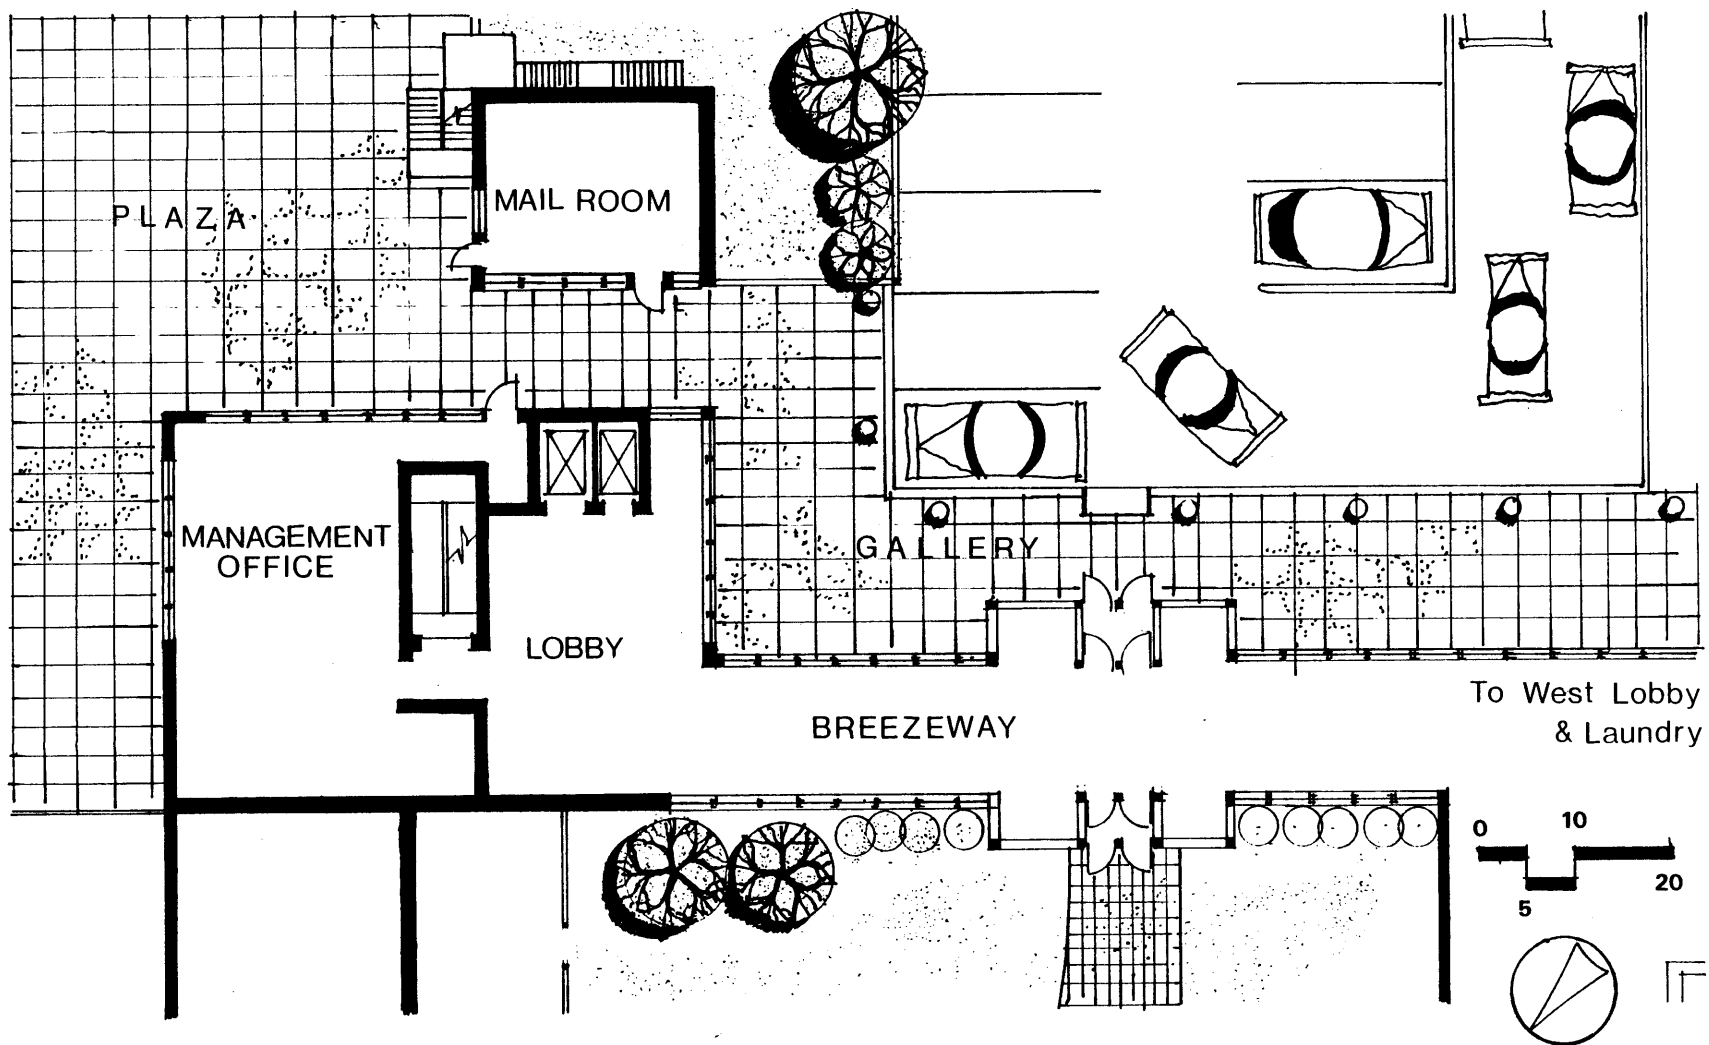 PLAZA
MAIL ROOM
MANAGEMENT
OFFICE
LOBBY
GALLERY
BREEZEWAY
To West Lobby
& Laundry
0 10
20
5